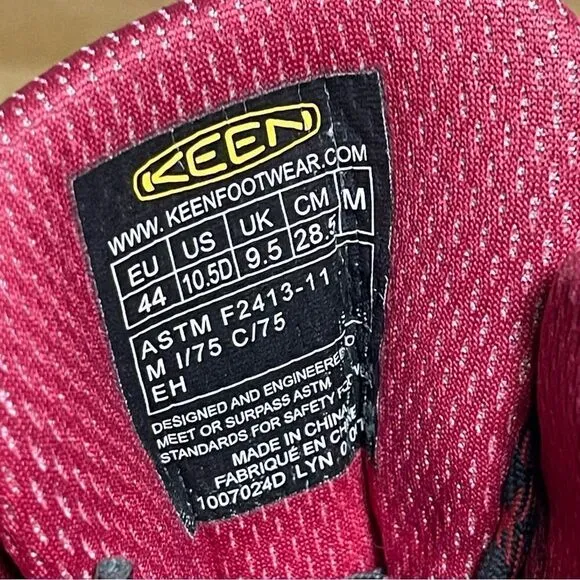 KEEN
WWW.KEENFOOTWEAR.COM
EU US UK CM M
44 10.5D 9.5 28.5
ASTM F2413-11
M I/75 C/75
EH
DESIGNED AND ENGINEERED TO
MEET OR SURPASS ASTM
STANDARDS FOR SAFETY
MADE IN CHINA
FABRIQUÉ EN CHINE
1007024D LYN